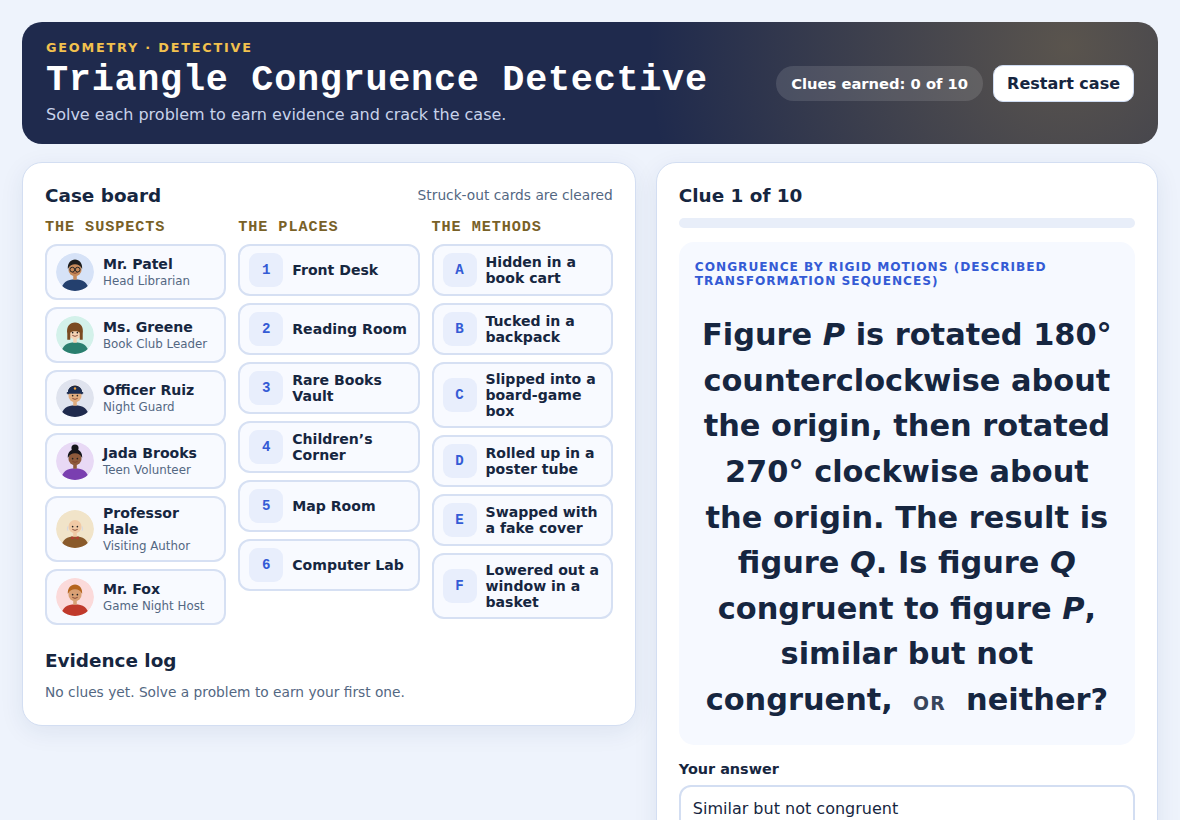 GEOMETRY · DETECTIVE
Triangle Congruence Detective
Solve each problem to earn evidence and crack the case.
Clues earned: 0 of 10
Restart case
Case board
Struck-out cards are cleared
THE SUSPECTS
Mr. Patel
Head Librarian
Ms. Greene
Book Club Leader
Officer Ruiz
Night Guard
Jada Brooks
Teen Volunteer
Professor
Hale
Visiting Author
Mr. Fox
Game Night Host
THE PLACES
1 Front Desk
2 Reading Room
3 Rare Books
Vault
4 Children’s
Corner
5 Map Room
6 Computer Lab
THE METHODS
A Hidden in a
book cart
B Tucked in a
backpack
C Slipped into a
board-game
box
D Rolled up in a
poster tube
E Swapped with
a fake cover
F Lowered out a
window in a
basket
Evidence log
No clues yet. Solve a problem to earn your first one.
Clue 1 of 10
CONGRUENCE BY RIGID MOTIONS (DESCRIBED
TRANSFORMATION SEQUENCES)
Figure P is rotated 180°
counterclockwise about
the origin, then rotated
270° clockwise about
the origin. The result is
figure Q. Is figure Q
congruent to figure P,
similar but not
congruent, OR neither?
Your answer
Similar but not congruent